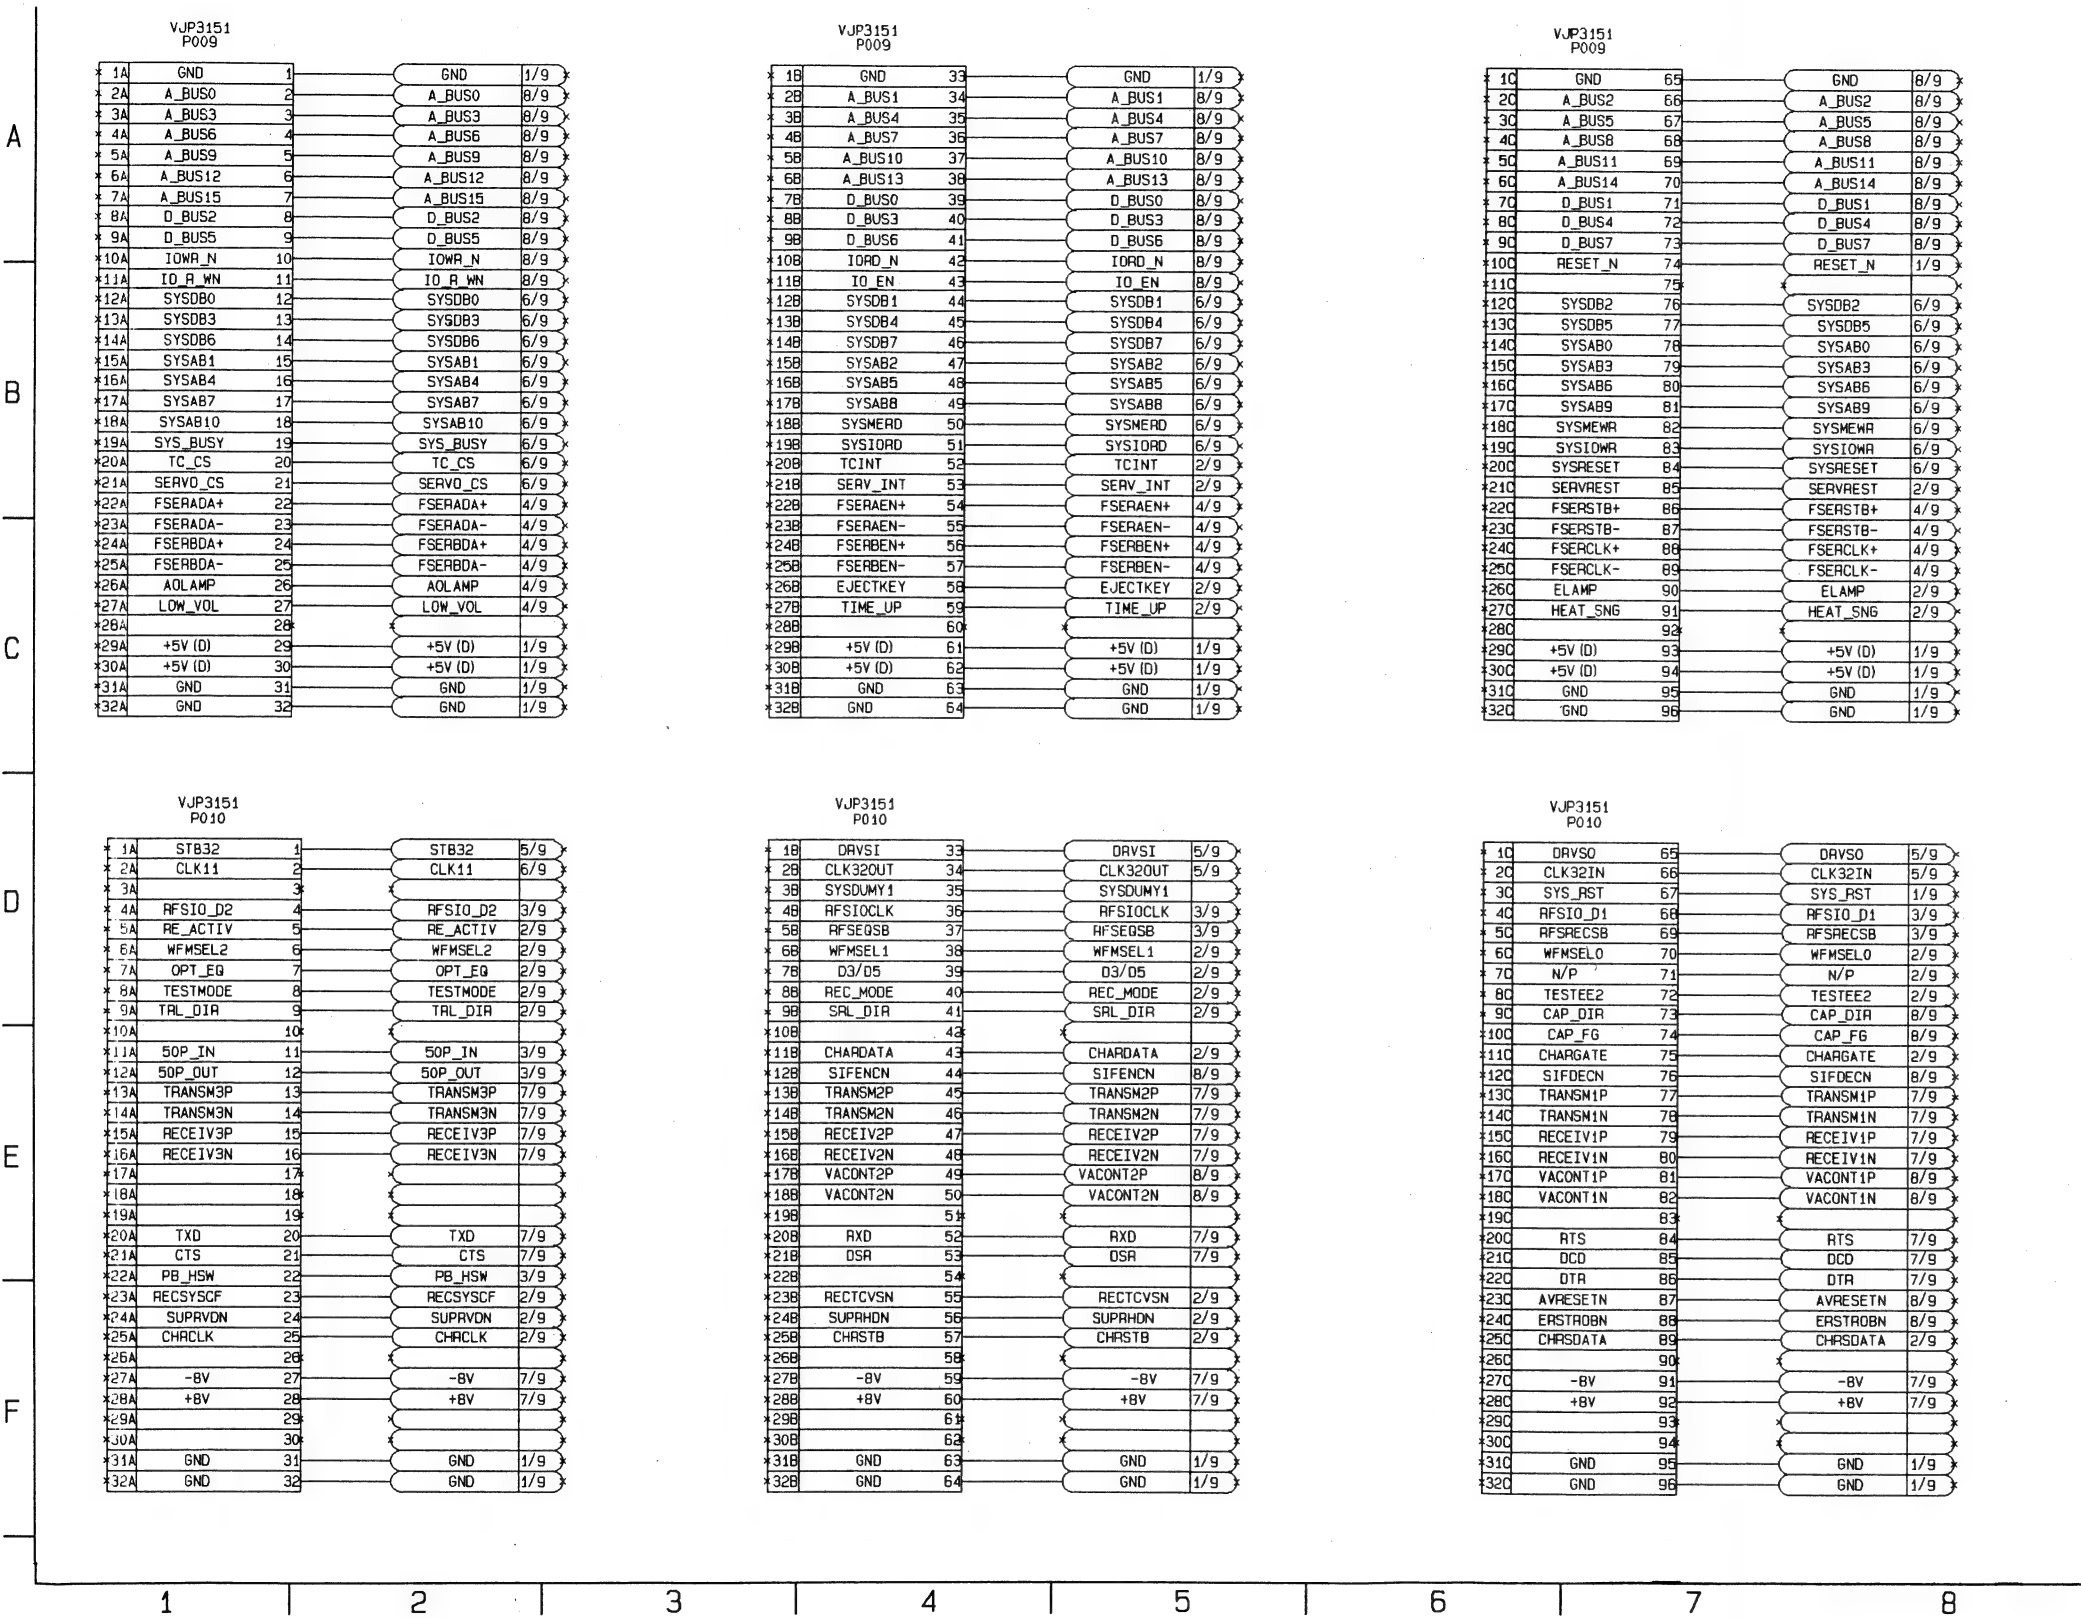 VJP3151
P009
1A GND 1 GND 1/9
2A A_BUS0 2 A_BUS0 8/9
3A A_BUS3 3 A_BUS3 8/9
4A A_BUS6 4 A_BUS6 8/9
5A A_BUS9 5 A_BUS9 8/9
6A A_BUS12 6 A_BUS12 8/9
7A A_BUS15 7 A_BUS15 8/9
8A D_BUS2 8 D_BUS2 8/9
9A D_BUS5 9 D_BUS5 8/9
10A IOWR_N 10 IOWR_N 8/9
11A IO_R_WN 11 IO_R_WN 8/9
12A SYSDB0 12 SYSDB0 6/9
13A SYSDB3 13 SYSDB3 6/9
14A SYSDB6 14 SYSDB6 6/9
15A SYSAB1 15 SYSAB1 6/9
16A SYSAB4 16 SYSAB4 6/9
17A SYSAB7 17 SYSAB7 6/9
18A SYSAB10 18 SYSAB10 6/9
19A SYS_BUSY 19 SYS_BUSY 6/9
20A TC_CS 20 TC_CS 6/9
21A SERVO_CS 21 SERVO_CS 6/9
22A FSERADA+ 22 FSERADA+ 4/9
23A FSERADA- 23 FSERADA- 4/9
24A FSERBDA+ 24 FSERBDA+ 4/9
25A FSERBDA- 25 FSERBDA- 4/9
26A AOLAMP 26 AOLAMP 4/9
27A LOW_VOL 27 LOW_VOL 4/9
28A 28
29A +5V(D) 29 +5V(D) 1/9
30A +5V(D) 30 +5V(D) 1/9
31A GND 31 GND 1/9
32A GND 32 GND 1/9
VJP3151
P009
1B GND 33 GND 1/9
2B A_BUS1 34 A_BUS1 8/9
3B A_BUS4 35 A_BUS4 8/9
4B A_BUS7 36 A_BUS7 8/9
5B A_BUS10 37 A_BUS10 8/9
6B A_BUS13 38 A_BUS13 8/9
7B D_BUS0 39 D_BUS0 8/9
8B D_BUS3 40 D_BUS3 8/9
9B D_BUS6 41 D_BUS6 8/9
10B IORD_N 42 IORD_N 8/9
11B IO_EN 43 IO_EN 8/9
12B SYSDB1 44 SYSDB1 6/9
13B SYSDB4 45 SYSDB4 6/9
14B SYSDB7 46 SYSDB7 6/9
15B SYSAB2 47 SYSAB2 6/9
16B SYSAB5 48 SYSAB5 6/9
17B SYSAB8 49 SYSAB8 6/9
18B SYSMERD 50 SYSMERD 6/9
19B SYSIORD 51 SYSIORD 6/9
20B TCINT 52 TCINT 2/9
21B SERV_INT 53 SERV_INT 2/9
22B FSERAEN+ 54 FSERAEN+ 4/9
23B FSERAEN- 55 FSERAEN- 4/9
24B FSERBEN+ 56 FSERBEN+ 4/9
25B FSERBEN- 57 FSERBEN- 4/9
26B EJECTKEY 58 EJECTKEY 2/9
27B TIME_UP 59 TIME_UP 2/9
28B 60
29B +5V(D) 61 +5V(D) 1/9
30B +5V(D) 62 +5V(D) 1/9
31B GND 63 GND 1/9
32B GND 64 GND 1/9
VJP3151
P009
1C GND 65 GND 8/9
2C A_BUS2 66 A_BUS2 8/9
3C A_BUS5 67 A_BUS5 8/9
4C A_BUS8 68 A_BUS8 8/9
5C A_BUS11 69 A_BUS11 8/9
6C A_BUS14 70 A_BUS14 8/9
7C D_BUS1 71 D_BUS1 8/9
8C D_BUS4 72 D_BUS4 8/9
9C D_BUS7 73 D_BUS7 8/9
10C RESET_N 74 RESET_N 1/9
11C 75
12C SYSDB2 76 SYSDB2 6/9
13C SYSDB5 77 SYSDB5 6/9
14C SYSAB0 78 SYSAB0 6/9
15C SYSAB3 79 SYSAB3 6/9
16C SYSAB6 80 SYSAB6 6/9
17C SYSAB9 81 SYSAB9 6/9
18C SYSMEWR 82 SYSMEWR 6/9
19C SYSIOWR 83 SYSIOWR 6/9
20C SYSRESET 84 SYSRESET 6/9
21C SERVREST 85 SERVREST 2/9
22C FSERSTB+ 86 FSERSTB+ 4/9
23C FSERSTB- 87 FSERSTB- 4/9
24C FSERCLK+ 88 FSERCLK+ 4/9
25C FSERCLK- 89 FSERCLK- 4/9
26C ELAMP 90 ELAMP 2/9
27C HEAT_SNG 91 HEAT_SNG 2/9
28C 92
29C +5V(D) 93 +5V(D) 1/9
30C +5V(D) 94 +5V(D) 1/9
31C GND 95 GND 1/9
32C GND 96 GND 1/9
VJP3151
P010
1A STB32 1 STB32 5/9
2A CLK11 2 CLK11 6/9
3A 3
4A RFSIO_D2 4 RFSIO_D2 3/9
5A RE_ACTIV 5 RE_ACTIV 2/9
6A WFMSEL2 6 WFMSEL2 2/9
7A OPT_EQ 7 OPT_EQ 2/9
8A TESTMODE 8 TESTMODE 2/9
9A TRL_DIR 9 TRL_DIR 2/9
10A 10
11A 50P_IN 11 50P_IN 3/9
12A 50P_OUT 12 50P_OUT 3/9
13A TRANSM3P 13 TRANSM3P 7/9
14A TRANSM3N 14 TRANSM3N 7/9
15A RECEIV3P 15 RECEIV3P 7/9
16A RECEIV3N 16 RECEIV3N 7/9
17A 17
18A 18
19A 19
20A TXD 20 TXD 7/9
21A CTS 21 CTS 7/9
22A PB_HSW 22 PB_HSW 3/9
23A RECSYSCF 23 RECSYSCF 2/9
24A SUPRVDN 24 SUPRVDN 2/9
25A CHRCLK 25 CHRCLK 2/9
26A 26
27A -8V 27 -8V 7/9
28A +8V 28 +8V 7/9
29A 29
30A 30
31A GND 31 GND 1/9
32A GND 32 GND 1/9
VJP3151
P010
1B DRVSI 33 DRVSI 5/9
2B CLK32OUT 34 CLK32OUT 5/9
3B SYSDUMY1 35 SYSDUMY1
4B RFSIOCLK 36 RFSIOCLK 3/9
5B RFSEQSB 37 RFSEQSB 3/9
6B WFMSEL1 38 WFMSEL1 2/9
7B D3/D5 39 D3/D5 2/9
8B REC_MODE 40 REC_MODE 2/9
9B SRL_DIR 41 SRL_DIR 2/9
10B 42
11B CHARDATA 43 CHARDATA 2/9
12B SIFENCN 44 SIFENCN 8/9
13B TRANSM2P 45 TRANSM2P 7/9
14B TRANSM2N 46 TRANSM2N 7/9
15B RECEIV2P 47 RECEIV2P 7/9
16B RECEIV2N 48 RECEIV2N 7/9
17B VACONT2P 49 VACONT2P 8/9
18B VACONT2N 50 VACONT2N 8/9
19B 51
20B RXD 52 RXD 7/9
21B DSR 53 DSR 7/9
22B 54
23B RECTCVSN 55 RECTCVSN 2/9
24B SUPRHDN 56 SUPRHDN 2/9
25B CHRSTB 57 CHRSTB 2/9
26B 58
27B -8V 59 -8V 7/9
28B +8V 60 +8V 7/9
29B 61
30B 62
31B GND 63 GND 1/9
32B GND 64 GND 1/9
VJP3151
P010
1C DRVSO 65 DRVSO 5/9
2C CLK32IN 66 CLK32IN 5/9
3C SYS_RST 67 SYS_RST 1/9
4C RFSIO_D1 68 RFSIO_D1 3/9
5C RFSRECSB 69 RFSRECSB 3/9
6C WFMSEL0 70 WFMSEL0 2/9
7C N/P 71 N/P 2/9
8C TESTEE2 72 TESTEE2 2/9
9C CAP_DIR 73 CAP_DIR 8/9
10C CAP_FG 74 CAP_FG 8/9
11C CHARGATE 75 CHARGATE 2/9
12C SIFDECN 76 SIFDECN 8/9
13C TRANSM1P 77 TRANSM1P 7/9
14C TRANSM1N 78 TRANSM1N 7/9
15C RECEIV1P 79 RECEIV1P 7/9
16C RECEIV1N 80 RECEIV1N 7/9
17C VACONT1P 81 VACONT1P 8/9
18C VACONT1N 82 VACONT1N 8/9
19C 83
20C RTS 84 RTS 7/9
21C DCD 85 DCD 7/9
22C DTR 86 DTR 7/9
23C AVRESETN 87 AVRESETN 8/9
24C ERSTROBN 88 ERSTROBN 8/9
25C CHRSDATA 89 CHRSDATA 2/9
26C 90
27C -8V 91 -8V 7/9
28C +8V 92 +8V 7/9
29C 93
30C 94
31C GND 95 GND 1/9
32C GND 96 GND 1/9
A
B
C
D
E
F
1 2 3 4 5 6 7 8